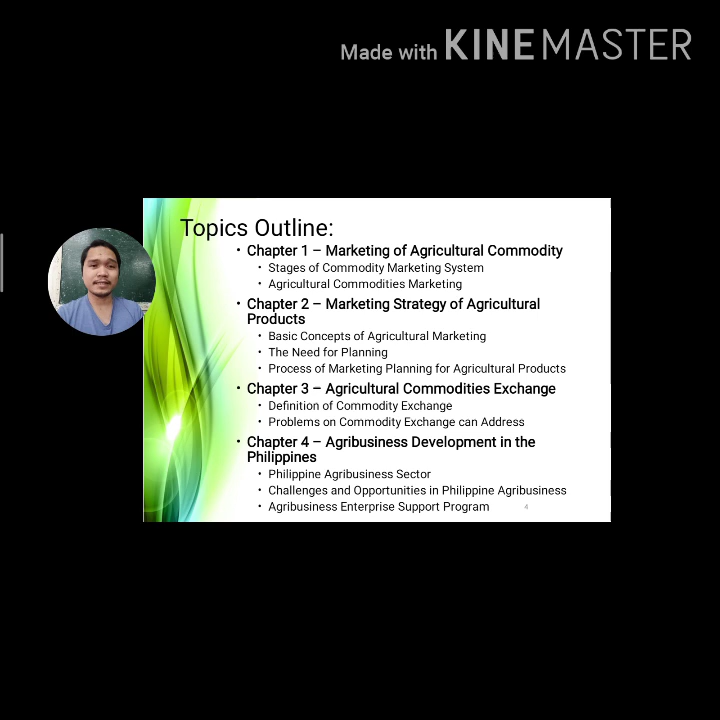 Made with KINEMASTER
Topics Outline:
• Chapter 1 – Marketing of Agricultural Commodity
• Stages of Commodity Marketing System
• Agricultural Commodities Marketing
• Chapter 2 – Marketing Strategy of Agricultural
Products
• Basic Concepts of Agricultural Marketing
• The Need for Planning
• Process of Marketing Planning for Agricultural Products
• Chapter 3 – Agricultural Commodities Exchange
• Definition of Commodity Exchange
• Problems on Commodity Exchange can Address
• Chapter 4 – Agribusiness Development in the
Philippines
• Philippine Agribusiness Sector
• Challenges and Opportunities in Philippine Agribusiness
• Agribusiness Enterprise Support Program
4